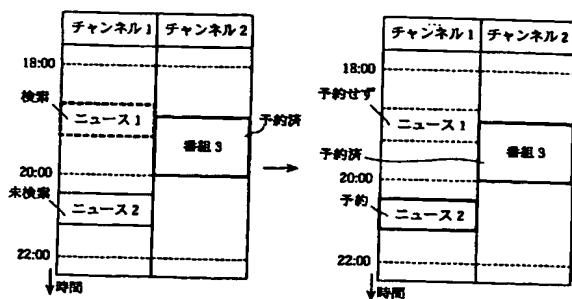 チャンネル1 チャンネル2
18:00
検索
ニュース1
予約済
番組3
20:00
未検索
ニュース2
22:00
時間
チャンネル1 チャンネル2
18:00
予約せず
ニュース1
予約済
番組3
20:00
予約
ニュース2
22:00
時間